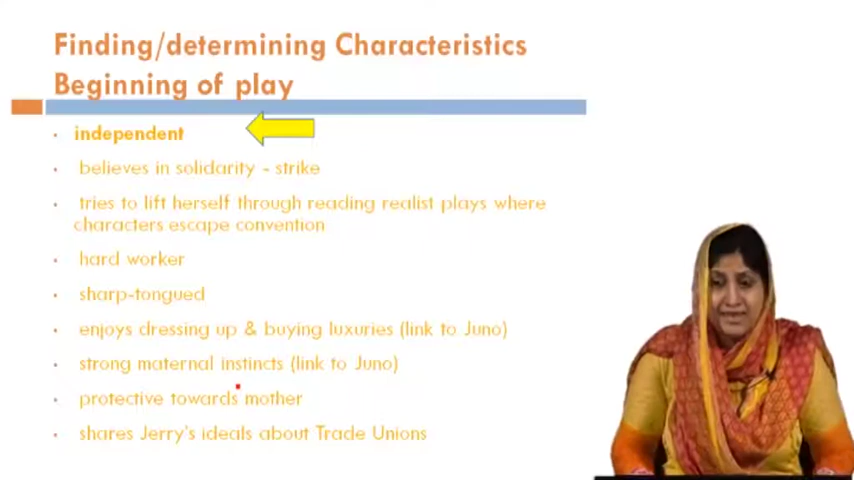 Finding/determining Characteristics
Beginning of play
• independent
• believes in solidarity - strike
• tries to lift herself through reading realist plays where
characters escape convention
• hard worker
• sharp-tongued
• enjoys dressing up & buying luxuries (link to Juno)
• strong maternal instincts (link to Juno)
• protective towards mother
• shares Jerry's ideals about Trade Unions